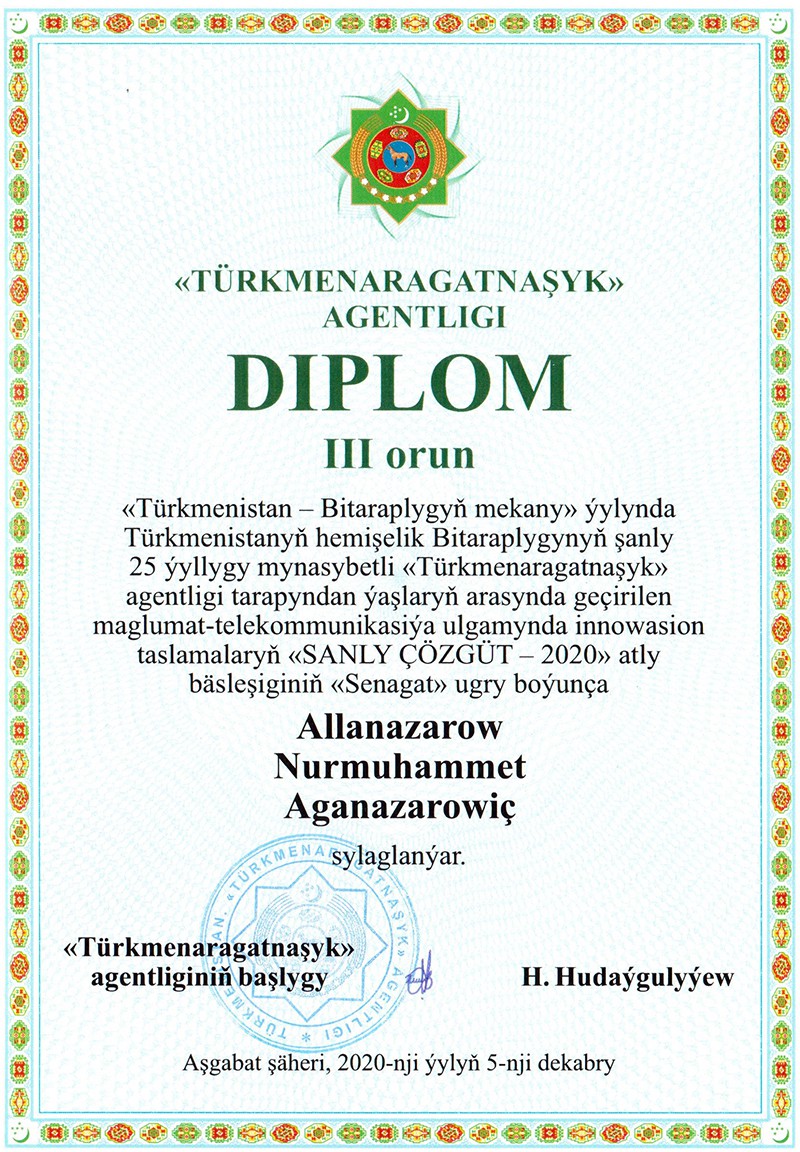 «TÜRKMENARAGATNAŞYK»
AGENTLIGI
DIPLOM
III orun
«Türkmenistan – Bitaraplygyň mekany» ýylynda
Türkmenistanyň hemişelik Bitaraplygynyň şanly
25 ýyllygy mynasybetli «Türkmenaragatnaşyk»
agentligi tarapyndan ýaşlaryň arasynda geçirilen
maglumat-telekommunikasiýa ulgamynda innowasion
taslamalaryň «SANLY ÇÖZGÜT – 2020» atly
bäsleşiginiň «Senagat» ugry boýunça
Allanazarow
Nurmuhammet
Aganazarowiç
sylaglanýar.
«TÜRKMENARAGATNAŞYK» AGENTLIGI
«Türkmenaragatnaşyk»
agentliginiň başlygy
H. Hudaýgulyýew
Aşgabat şäheri, 2020-nji ýylyň 5-nji dekabry